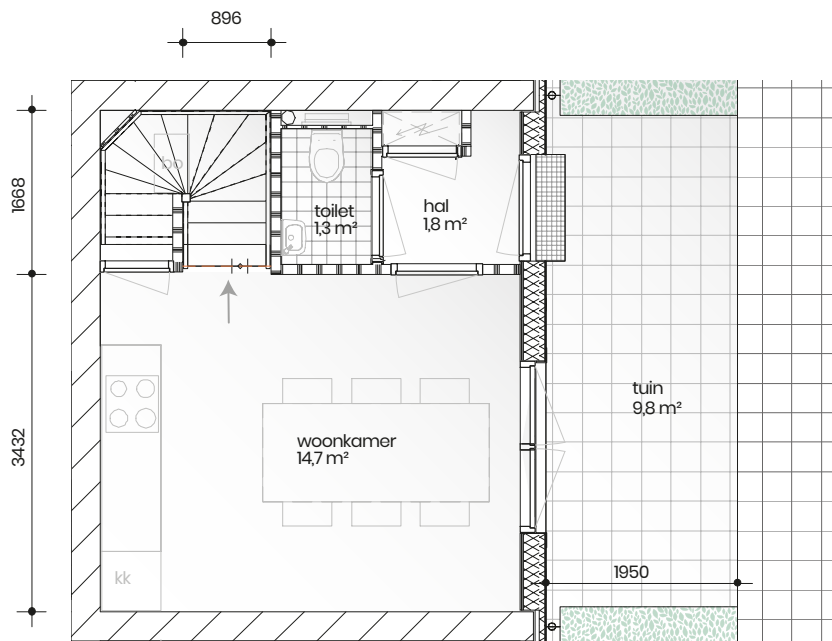 896
1668
bo
toilet
1,3 m²
hal
1,8 m²
tuin
9,8 m²
3432
woonkamer
14,7 m²
kk
1950